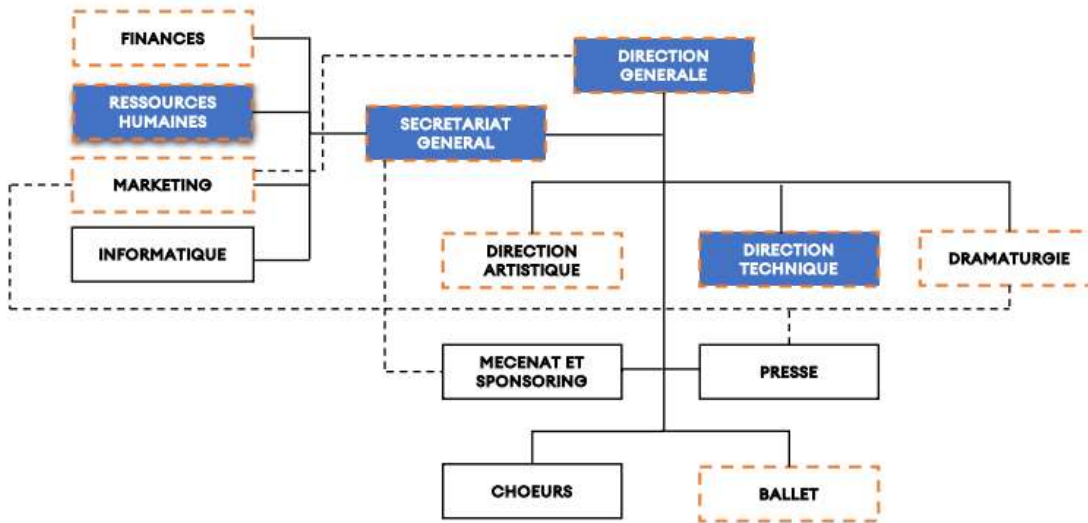 FINANCES
DIRECTION
GENERALE
RESSOURCES
HUMAINES
SECRETARIAT
GENERAL
MARKETING
INFORMATIQUE
DIRECTION
ARTISTIQUE
DIRECTION
TECHNIQUE
DRAMATURGIE
MECENAT ET
SPONSORING
PRESSE
CHOEURS
BALLET